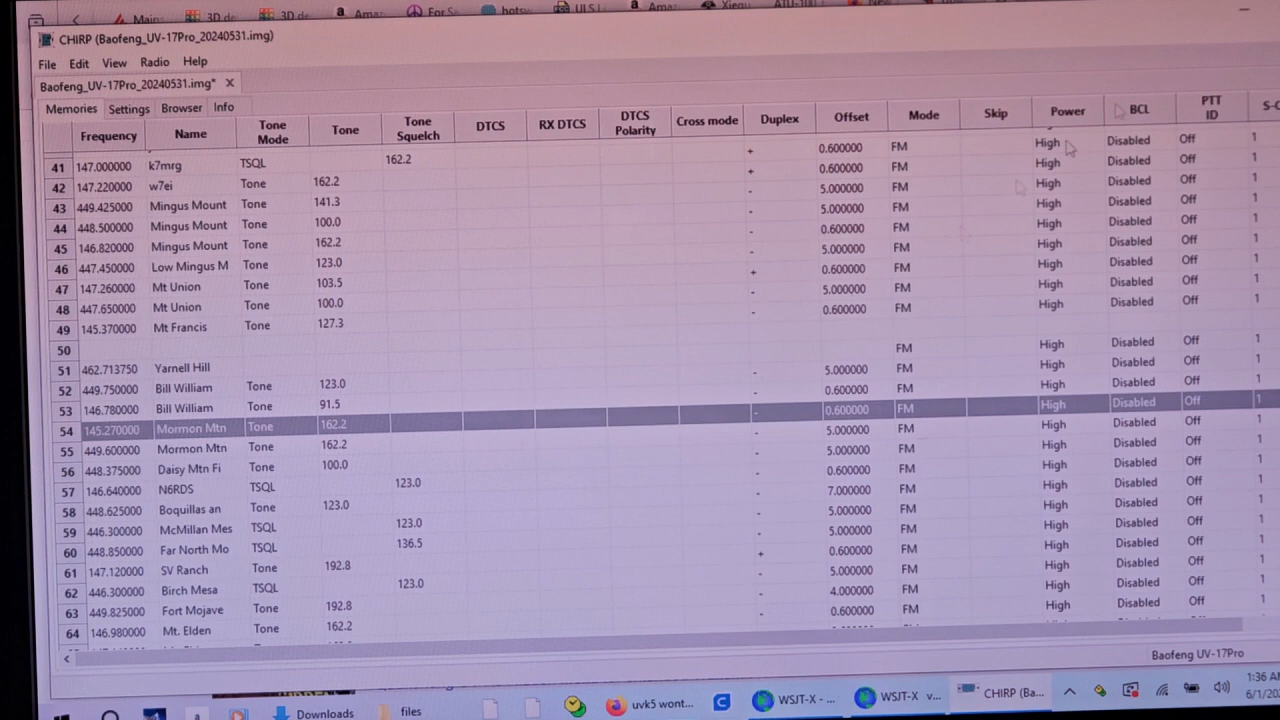 Main
3D de
3D de
a Amaz
For Se
hotsp
ULS L
a Ama
Xiegu
ATU-100
CHIRP (Baofeng_UV-17Pro_20240531.img)
File Edit View Radio Help
Baofeng_UV-17Pro_20240531.img* X
Memories Settings Browser Info
Frequency Name Tone Mode Tone Tone Squelch DTCS RX DTCS DTCS Polarity Cross mode Duplex Offset Mode Skip Power BCL PTT ID
41 147.000000 k7mrg TSQL 162.2 + 0.600000 FM High Disabled Off 1
42 147.220000 w7ei Tone 162.2 + 0.600000 FM High Disabled Off 1
43 449.425000 Mingus Mount Tone 141.3 - 5.000000 FM High Disabled Off 1
44 448.500000 Mingus Mount Tone 100.0 - 5.000000 FM High Disabled Off 1
45 146.820000 Mingus Mount Tone 162.2 - 0.600000 FM High Disabled Off 1
46 447.450000 Low Mingus M Tone 123.0 - 5.000000 FM High Disabled Off 1
47 147.260000 Mt Union Tone 103.5 + 0.600000 FM High Disabled Off 1
48 447.650000 Mt Union Tone 100.0 - 5.000000 FM High Disabled Off 1
49 145.370000 Mt Francis Tone 127.3 - 0.600000 FM High Disabled Off 1
50
51 462.713750 Yarnell Hill FM High Disabled Off 1
52 449.750000 Bill William Tone 123.0 - 5.000000 FM High Disabled Off 1
53 146.780000 Bill William Tone 91.5 - 0.600000 FM High Disabled Off 1
54 145.270000 Mormon Mtn Tone 162.2 - 0.600000 FM High Disabled Off 1
55 449.600000 Mormon Mtn Tone 162.2 - 5.000000 FM High Disabled Off 1
56 448.375000 Daisy Mtn Fi Tone 100.0 - 5.000000 FM High Disabled Off 1
57 146.640000 N6RDS TSQL 123.0 - 0.600000 FM High Disabled Off 1
58 448.625000 Boquillas an Tone 123.0 - 7.000000 FM High Disabled Off 1
59 446.300000 McMillan Mes TSQL 123.0 - 5.000000 FM High Disabled Off 1
60 448.850000 Far North Mo TSQL 136.5 - 5.000000 FM High Disabled Off 1
61 147.120000 SV Ranch Tone 192.8 + 0.600000 FM High Disabled Off 1
62 446.300000 Birch Mesa TSQL 123.0 - 5.000000 FM High Disabled Off 1
63 449.825000 Fort Mojave Tone 192.8 - 4.000000 FM High Disabled Off 1
64 146.980000 Mt. Elden Tone 162.2 - 0.600000 FM High Disabled Off 1
Baofeng UV-17Pro
Downloads files uvk5 wont... WSJT-X - ... WSJT-X v... CHIRP (Ba...
1:36 A
6/1/20